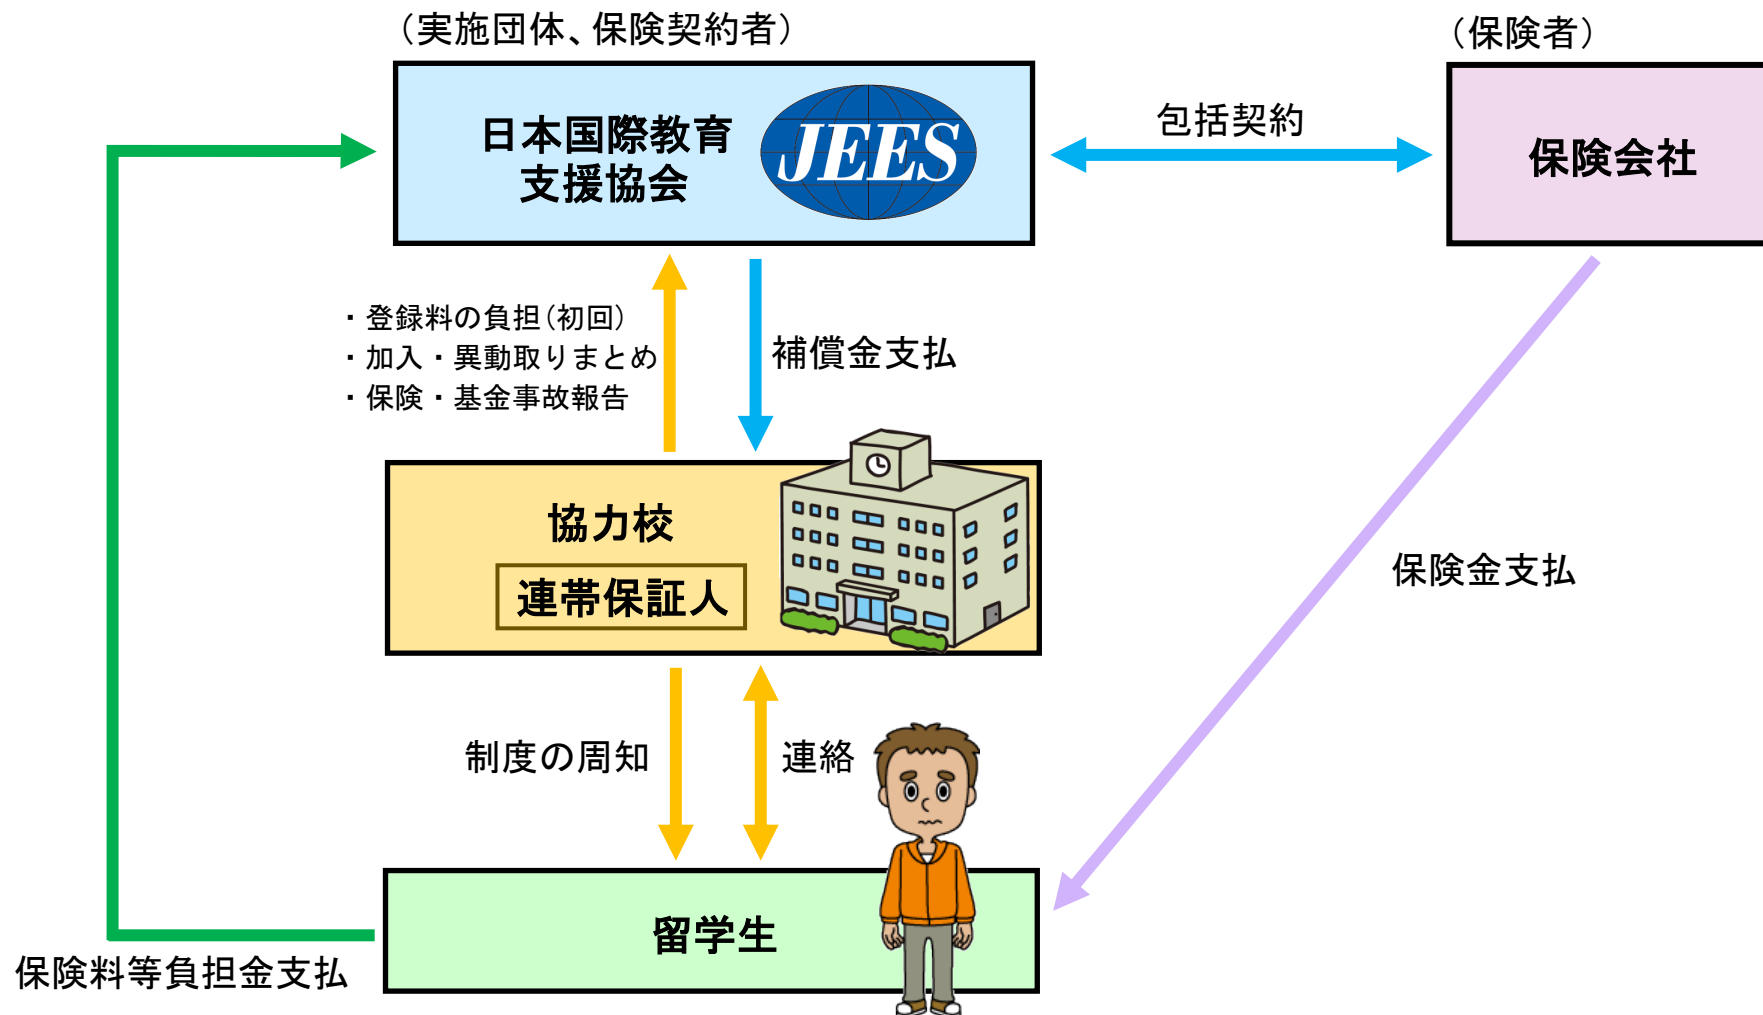 （実施団体、保険契約者）
（保険者）
日本国際教育
支援協会
JEES
包括契約
保険会社
・登録料の負担（初回）
・加入・異動取りまとめ
・保険・基金事故報告
補償金支払
協力校
連帯保証人
保険金支払
制度の周知
連絡
留学生
保険料等負担金支払